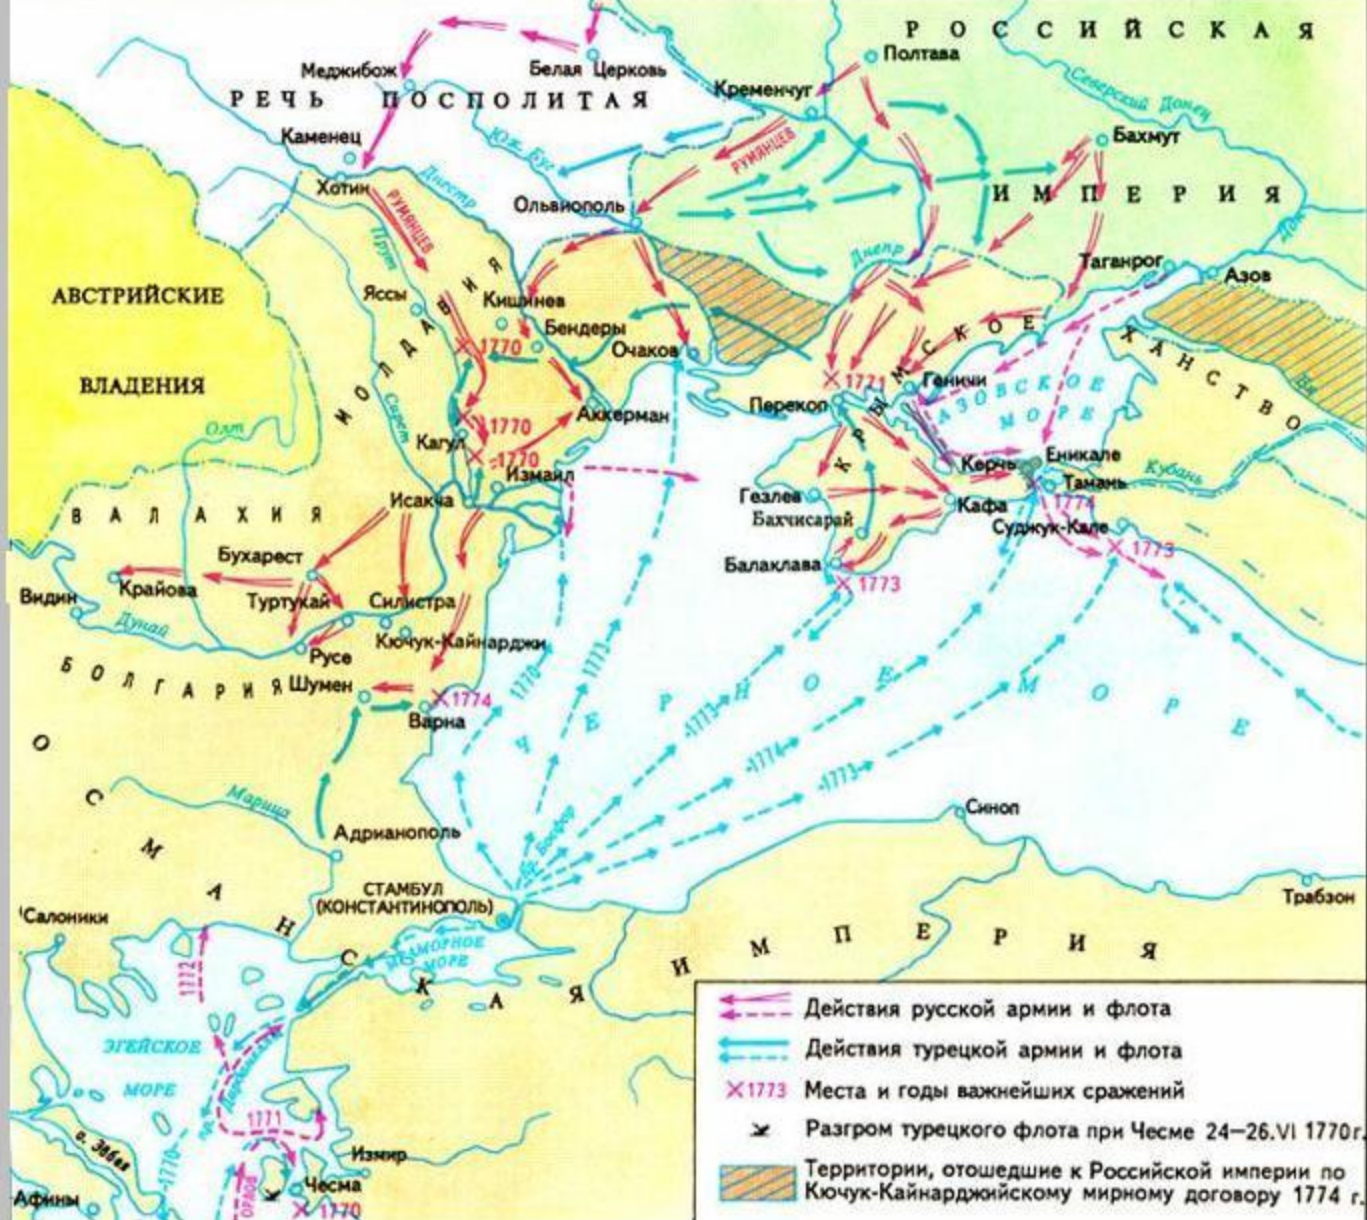 РОССИЙСКАЯ
Полтава
Меджибож
Белая Церковь
Северский Донец
РЕЧЬ ПОСПОЛИТАЯ
Кременчуг
Каменец
Юж. Буг
РУМЯНЦЕВ
Бахмут
Хотин
Днестр
ИМПЕРИЯ
Ольвиополь
РУМЯНЦЕВ
Дон
Прут
Днепр
Таганрог
Азов
АВСТРИЙСКИЕ
Яссы
Кишинев
МОЛДАВИЯ
Бендеры
Очаков
1770
КРЫМСКОЕ
ХАНСТВО
ВЛАДЕНИЯ
1771
Геничи
АЗОВСКОЕ
МОРЕ
Перекоп
Аккерман
Олт
Сирет
1770
Кагул
1770
Измаил
Керчь
Еникале
Кубань
Тамань
Исакча
Гезлев
Кафа
1774
ВАЛАХИЯ
Бахчисарай
Суджук-Кале
1773
Бухарест
Балаклава
1773
Видин
Крайова
Туртукай
Силистра
Дунай
Кючук-Кайнарджи
Русе
БОЛГАРИЯ
Шумен
1774
Варна
1770
1773
ЧЕРНОЕ МОРЕ
1773
1774
1773
Марица
Адрианополь
Босфор
Синоп
СТАМБУЛ
(КОНСТАНТИНОПОЛЬ)
Трабзон
Салоники
МРАМОРНОЕ
МОРЕ
ОСМАНСКАЯ ИМПЕРИЯ
1772
ЭГЕЙСКОЕ
МОРЕ
Дарданеллы
1771
о. Эвбея
1770
Измир
Афины
ОРЛОВ
Чесма
1770
Действия русской армии и флота
Действия турецкой армии и флота
1773 Места и годы важнейших сражений
Разгром турецкого флота при Чесме 24—26.VI 1770г.
Территории, отошедшие к Российской империи по
Кючук-Кайнарджийскому мирному договору 1774 г.